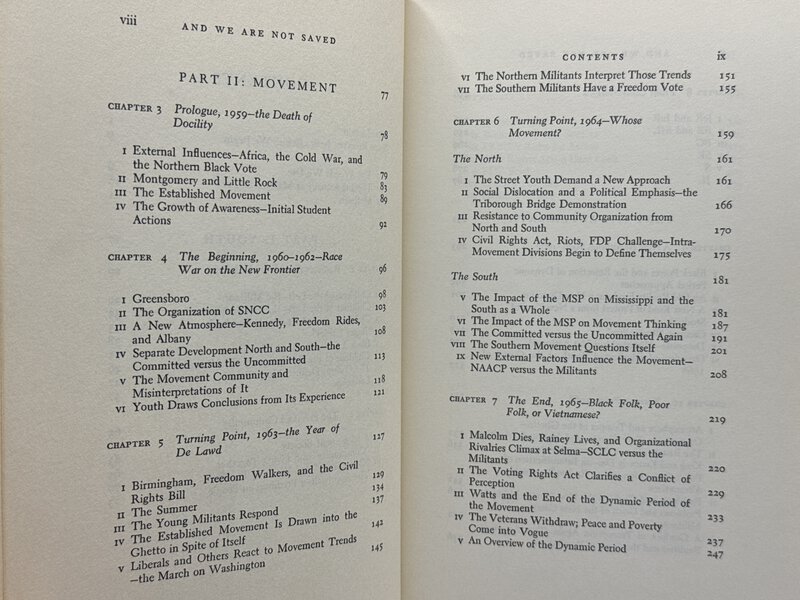 viii
AND WE ARE NOT SAVED
PART II: MOVEMENT 77
CHAPTER 3 Prologue, 1959—the Death of
Docility 78
I External Influences—Africa, the Cold War, and
the Northern Black Vote 79
II Montgomery and Little Rock 83
III The Established Movement 89
IV The Growth of Awareness—Initial Student
Actions 92
CHAPTER 4 The Beginning, 1960–1962—Race
War on the New Frontier 96
I Greensboro 98
II The Organization of SNCC 103
III A New Atmosphere—Kennedy, Freedom Rides,
and Albany 108
IV Separate Development North and South—the
Committed versus the Uncommitted 113
V The Movement Community and
Misinterpretations of It 118
VI Youth Draws Conclusions from Its Experience 121
CHAPTER 5 Turning Point, 1963—the Year of
De Lawd 127
I Birmingham, Freedom Walkers, and the Civil
Rights Bill 129
II The Summer 134
III The Young Militants Respond 137
IV The Established Movement Is Drawn into the
Ghetto in Spite of Itself 142
V Liberals and Others React to Movement Trends
—the March on Washington 145
CONTENTS ix
VI The Northern Militants Interpret Those Trends 151
VII The Southern Militants Have a Freedom Vote 155
CHAPTER 6 Turning Point, 1964—Whose
Movement? 159
The North 161
I The Street Youth Demand a New Approach 161
II Social Dislocation and a Political Emphasis—the
Triborough Bridge Demonstration 166
III Resistance to Community Organization from
North and South 170
IV Civil Rights Act, Riots, FDP Challenge—Intra-
Movement Divisions Begin to Define Themselves 175
The South 181
V The Impact of the MSP on Mississippi and the
South as a Whole 181
VI The Impact of the MSP on Movement Thinking 187
VII The Committed versus the Uncommitted Again 191
VIII The Southern Movement Questions Itself 201
IX New External Factors Influence the Movement—
NAACP versus the Militants 208
CHAPTER 7 The End, 1965—Black Folk, Poor
Folk, or Vietnamese? 219
I Malcolm Dies, Rainey Lives, and Organizational
Rivalries Climax at Selma—SCLC versus the
Militants 220
II The Voting Rights Act Clarifies a Conflict of
Perception 229
III Watts and the End of the Dynamic Period of
the Movement 233
IV The Veterans Withdraw; Peace and Poverty
Come into Vogue 237
V An Overview of the Dynamic Period 247